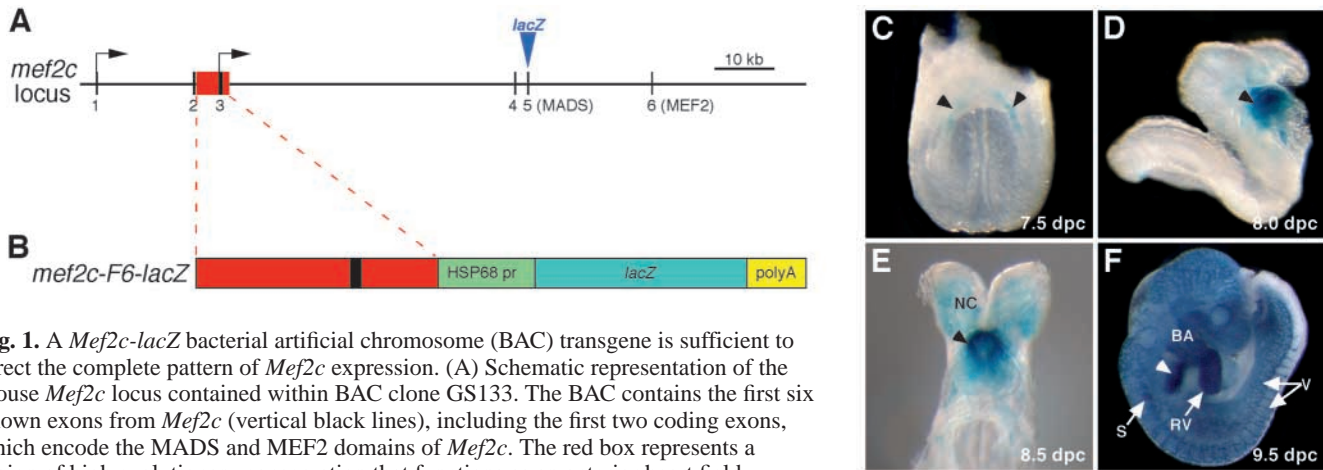 A
lacZ
mef2c
locus
10 kb
1
2
3
4
5 (MADS)
6 (MEF2)
B
mef2c-F6-lacZ
HSP68 pr
lacZ
polyA
C
7.5 dpc
D
8.0 dpc
E
NC
8.5 dpc
F
BA
S
RV
V
9.5 dpc
1. A Mef2c-lacZ bacterial artificial chromosome (BAC) transgene is sufficient to
the complete pattern of Mef2c expression. (A) Schematic representation of the
Mef2c locus contained within BAC clone GS133. The BAC contains the first six
exons from Mef2c (vertical black lines), including the first two coding exons,
encode the MADS and MEF2 domains of Mef2c. The red box represents a